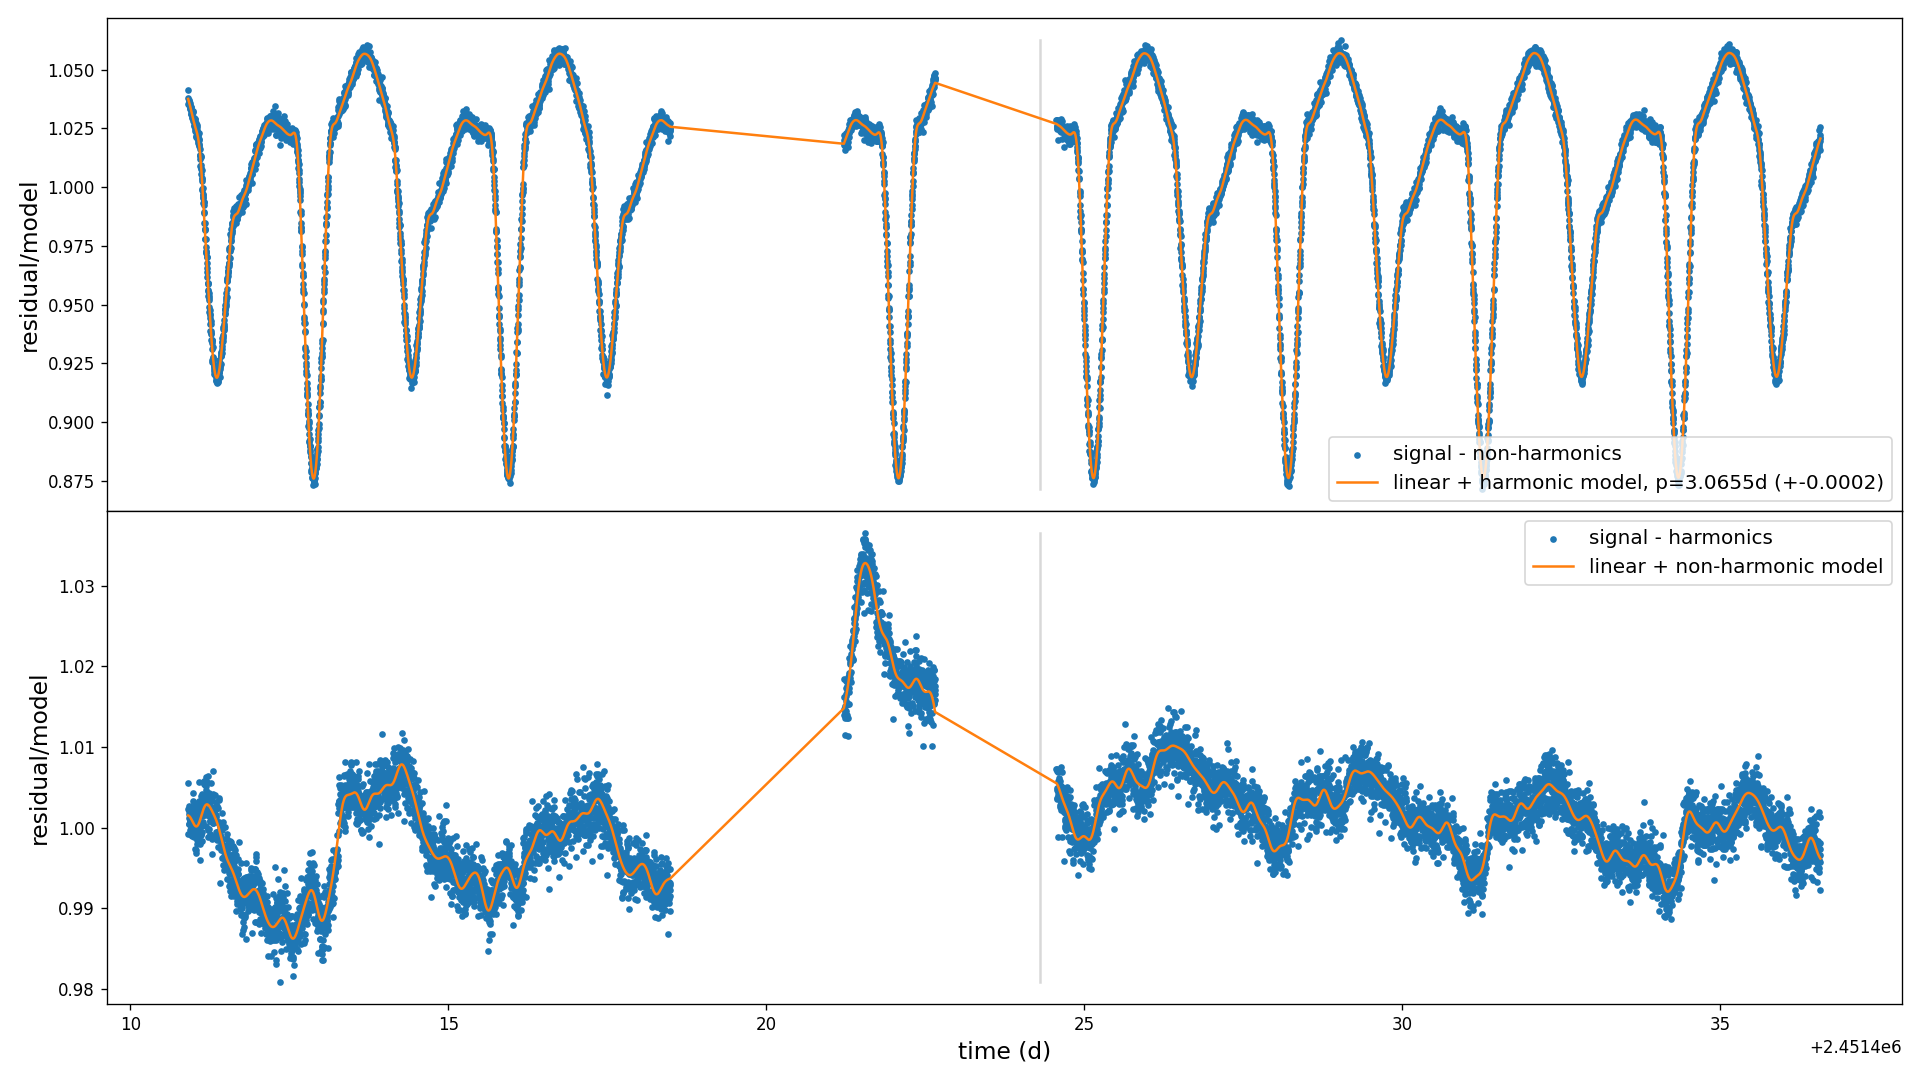 1.050
1.025
1.000
0.975
0.950
0.925
0.900
0.875
residual/model
signal - non-harmonics
linear + harmonic model, p=3.0655d (+-0.0002)
signal - harmonics
linear + non-harmonic model
1.03
1.02
1.01
1.00
0.99
0.98
residual/model
10 15 20 25 30 35
time (d)
+2.4514e6